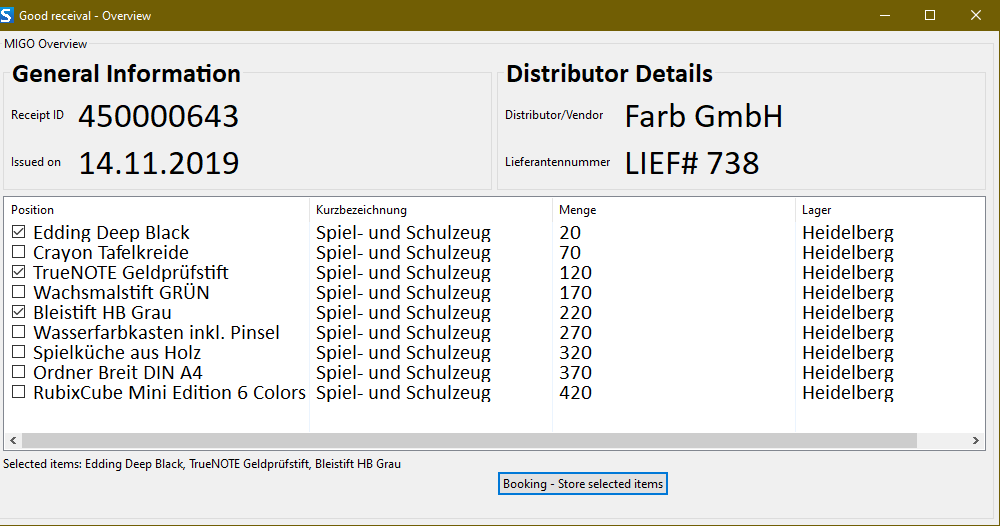 S Good receival - Overview
MIGO Overview
General Information
Receipt ID 450000643
Issued on 14.11.2019
Distributor Details
Distributor/Vendor Farb GmbH
Lieferantennummer LIEF# 738
Position Kurzbezeichnung Menge Lager
Edding Deep Black Spiel- und Schulzeug 20 Heidelberg
Crayon Tafelkreide Spiel- und Schulzeug 70 Heidelberg
TrueNOTE Geldprüfstift Spiel- und Schulzeug 120 Heidelberg
Wachsmalstift GRÜN Spiel- und Schulzeug 170 Heidelberg
Bleistift HB Grau Spiel- und Schulzeug 220 Heidelberg
Wasserfarbkasten inkl. Pinsel Spiel- und Schulzeug 270 Heidelberg
Spielküche aus Holz Spiel- und Schulzeug 320 Heidelberg
Ordner Breit DIN A4 Spiel- und Schulzeug 370 Heidelberg
RubixCube Mini Edition 6 Colors Spiel- und Schulzeug 420 Heidelberg
Selected items: Edding Deep Black, TrueNOTE Geldprüfstift, Bleistift HB Grau
Booking - Store selected items